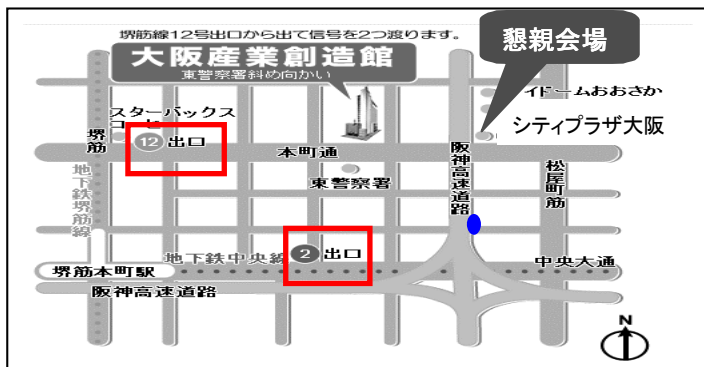 堺筋線12号出口から出て信号を2つ渡ります。
懇親会場
大阪産業創造館
東警察署斜め向かい
イドームおおさか
スターバックス
シティプラザ大阪
12 出口
堺筋
本町通
阪神高速道路
松屋町筋
東警察署
地下鉄堺筋線
地下鉄中央線
2 出口
中央大通
堺筋本町駅
阪神高速道路
N